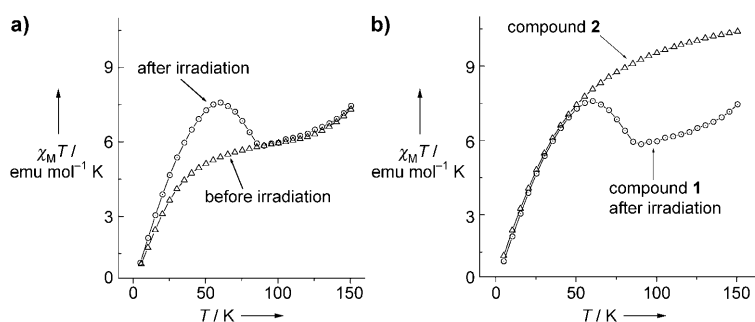 a)
after irradiation
9
6
3
0
χMT /
emu mol⁻¹ K
before irradiation
0
50
100
150
T / K
b)
compound 2
9
6
3
0
χMT /
emu mol⁻¹ K
compound 1
after irradiation
0
50
100
150
T / K